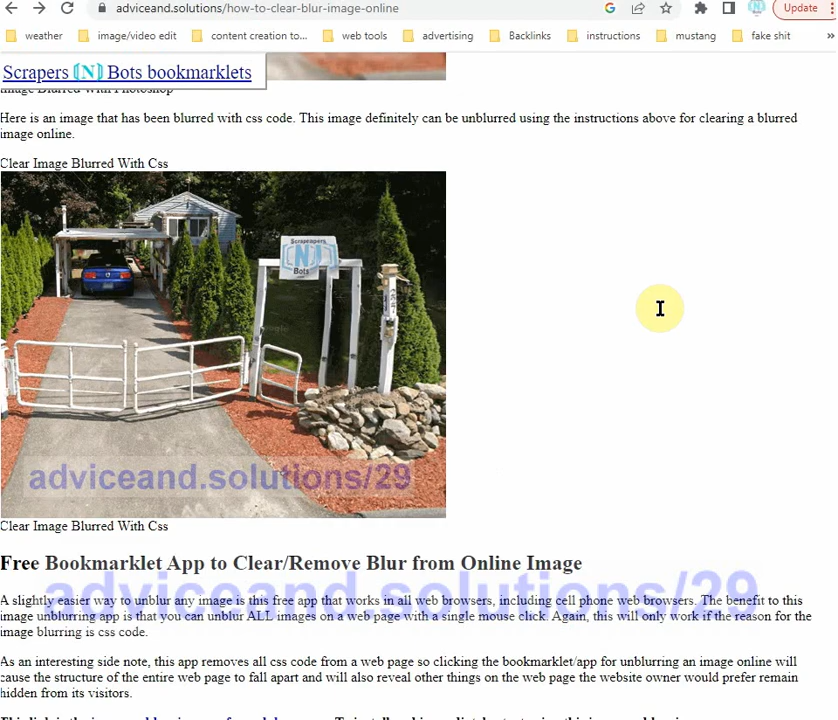 adviceand.solutions/how-to-clear-blur-image-online
Update
weather
image/video edit
content creation to...
web tools
advertising
Backlinks
instructions
mustang
fake shit
»
Scrapers [N] Bots bookmarklets
Image Blurred With Photoshop
Here is an image that has been blurred with css code. This image definitely can be unblurred using the instructions above for clearing a blurred
image online.
Clear Image Blurred With Css
Scrapers
N
Bots
adviceand.solutions/29
Clear Image Blurred With Css
Free Bookmarklet App to Clear/Remove Blur from Online Image
adviceand.solutions/29
A slightly easier way to unblur any image is this free app that works in all web browsers, including cell phone web browsers. The benefit to this
image unblurring app is that you can unblur ALL images on a web page with a single mouse click. Again, this will only work if the reason for the
image blurring is css code.
As an interesting side note, this app removes all css code from a web page so clicking the bookmarklet/app for unblurring an image online will
cause the structure of the entire web page to fall apart and will also reveal other things on the web page the website owner would prefer remain
hidden from its visitors.